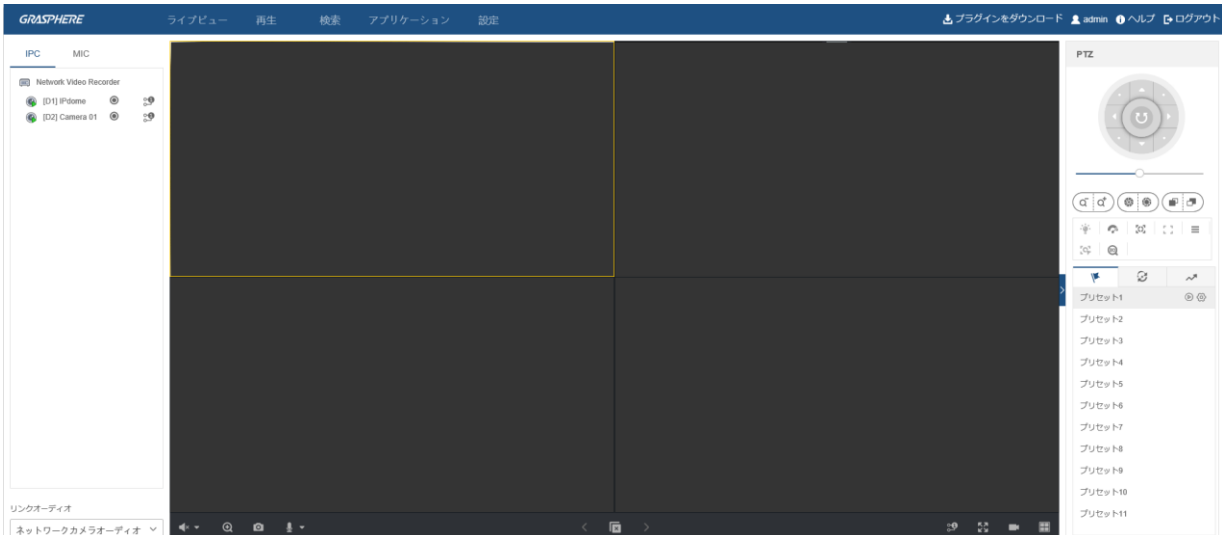 GRASPHERE ライブビュー 再生 検索 アプリケーション 設定 プラグインをダウンロード admin ヘルプ ログアウト
IPC MIC
Network Video Recorder
[D1] IPdome
[D2] Camera 01
リンクオーディオ
ネットワークカメラオーディオ
PTZ
プリセット1
プリセット2
プリセット3
プリセット4
プリセット5
プリセット6
プリセット7
プリセット8
プリセット9
プリセット10
プリセット11